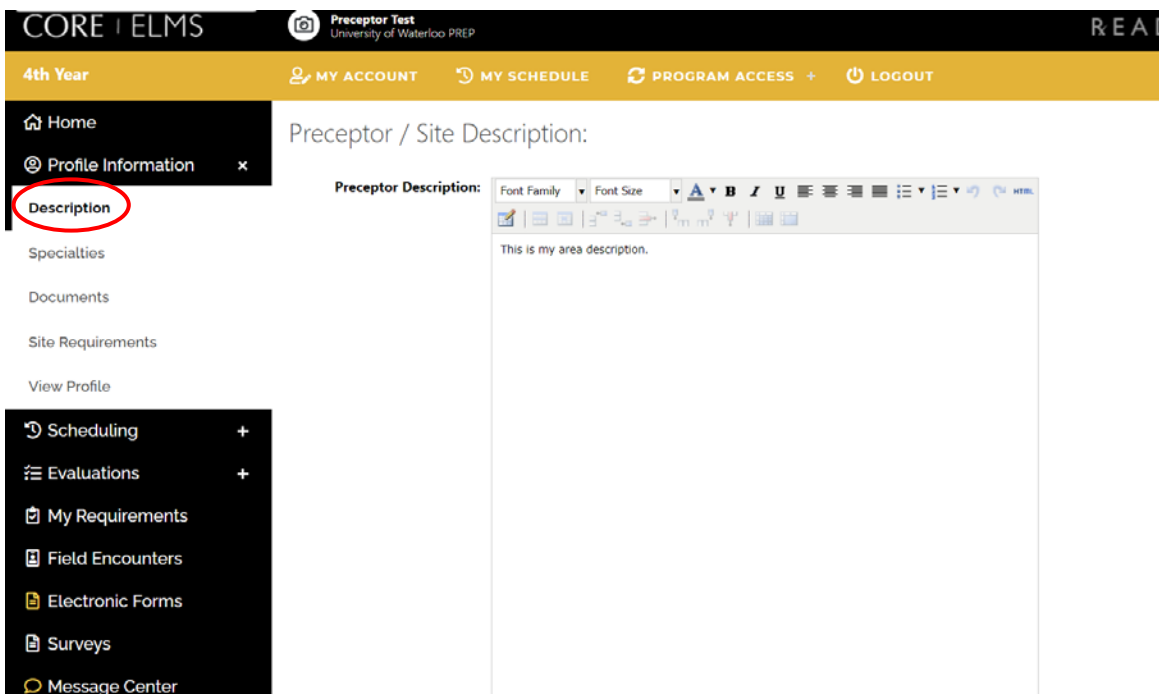 CORE | ELMS
Preceptor Test
University of Waterloo PREP
READ
4th Year
MY ACCOUNT
MY SCHEDULE
PROGRAM ACCESS +
LOGOUT
Home
Profile Information ×
Description
Specialties
Documents
Site Requirements
View Profile
Scheduling +
Evaluations +
My Requirements
Field Encounters
Electronic Forms
Surveys
Message Center
Preceptor / Site Description:
Preceptor Description:
Font Family
Font Size
A B I U HTML
This is my area description.